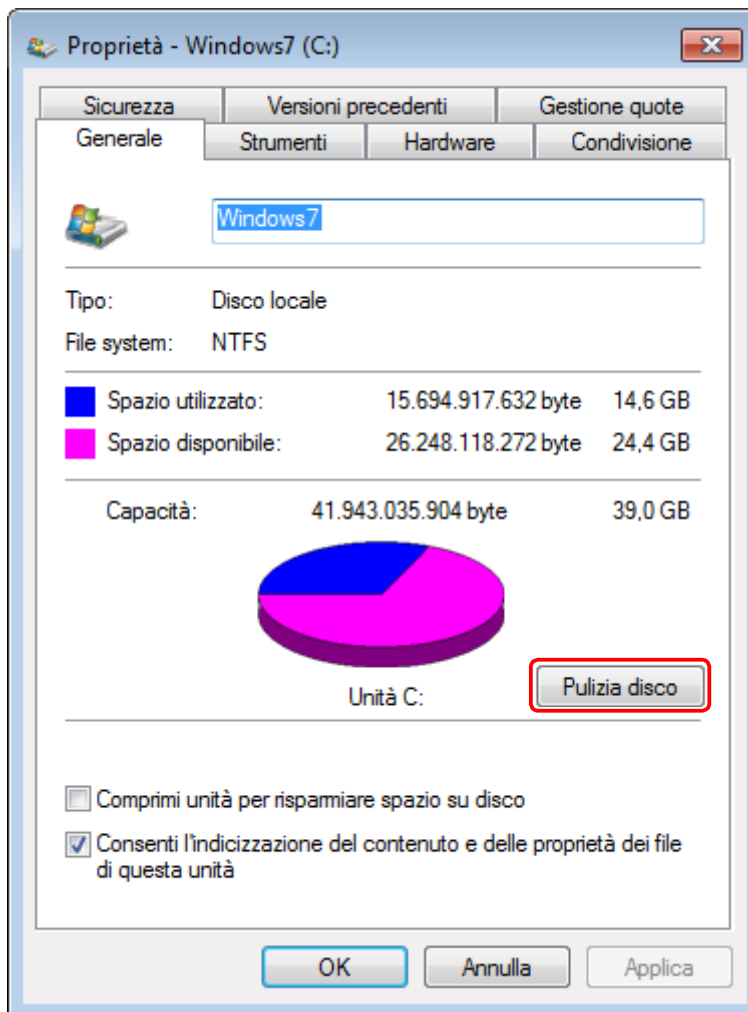 Proprietà - Windows7 (C:)
Sicurezza Versioni precedenti Gestione quote
Generale Strumenti Hardware Condivisione
Windows7
Tipo: Disco locale
File system: NTFS
Spazio utilizzato: 15.694.917.632 byte 14,6 GB
Spazio disponibile: 26.248.118.272 byte 24,4 GB
Capacità: 41.943.035.904 byte 39,0 GB
Unità C:
Pulizia disco
Comprimi unità per risparmiare spazio su disco
Consenti l'indicizzazione del contenuto e delle proprietà dei file
di questa unità
OK Annulla Applica